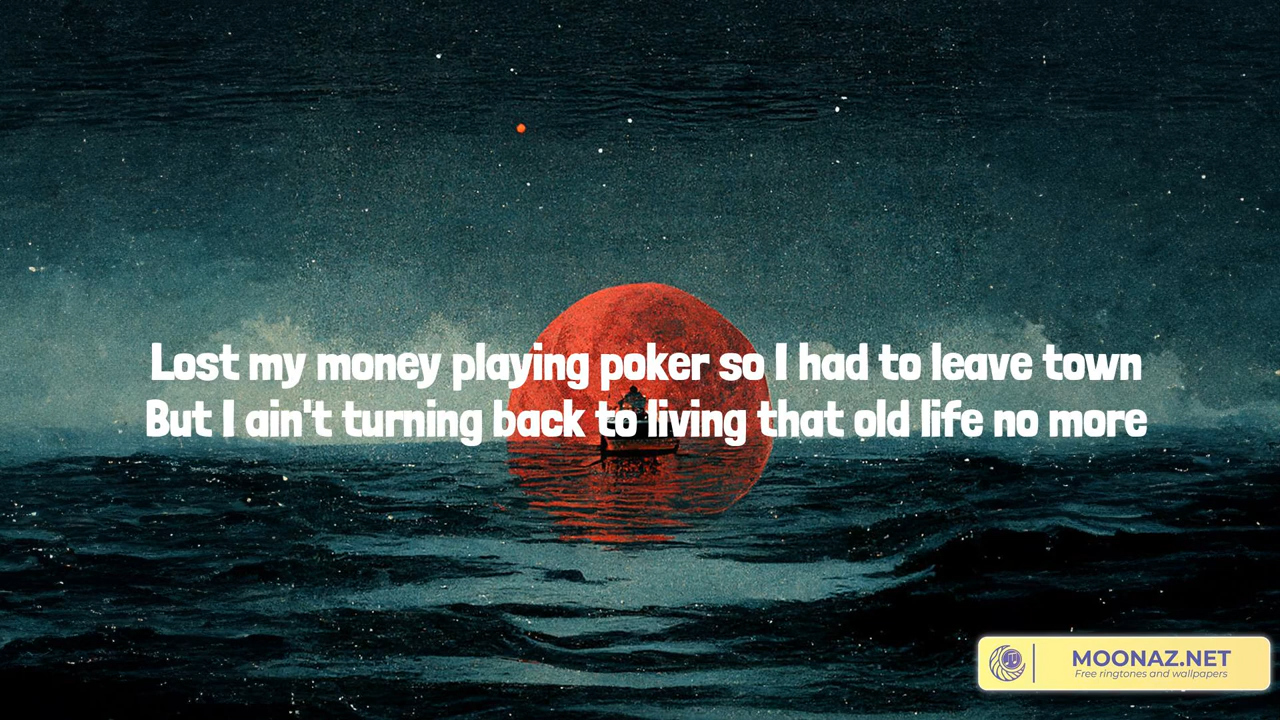 Lost my money playing poker so I had to leave town
But I ain't turning back to living that old life no more
MOONAZ.NET
Free ringtones and wallpapers